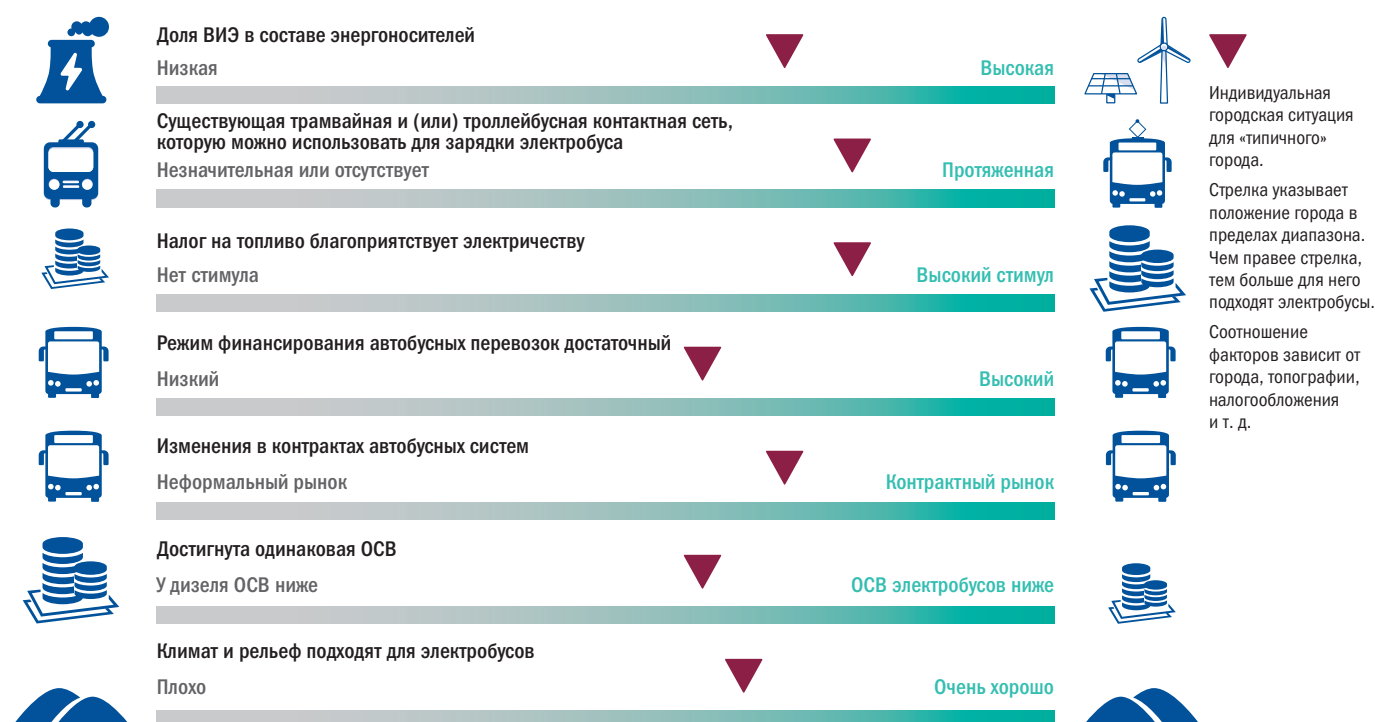 Доля ВИЭ в составе энергоносителей
Низкая
Высокая
Существующая трамвайная и (или) троллейбусная контактная сеть,
которую можно использовать для зарядки электробуса
Незначительная или отсутствует
Протяженная
Налог на топливо благоприятствует электричеству
Нет стимула
Высокий стимул
Режим финансирования автобусных перевозок достаточный
Низкий
Высокий
Изменения в контрактах автобусных систем
Неформальный рынок
Контрактный рынок
Достигнута одинаковая ОСВ
У дизеля ОСВ ниже
ОСВ электробусов ниже
Климат и рельеф подходят для электробусов
Плохо
Очень хорошо
Индивидуальная
городская ситуация
для «типичного»
города.
Стрелка указывает
положение города в
пределах диапазона.
Чем правее стрелка,
тем больше для него
подходят электробусы.
Соотношение
факторов зависит от
города, топографии,
налогообложения
и т. д.